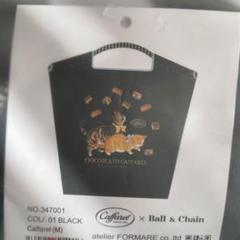 CIOCCOLATO CAFFAREL
NO.347001
COL/. 01 BLACK
Caffarel (M)
Caffarel
× Ball & Chain
atelier FORMARE co.,ltd.